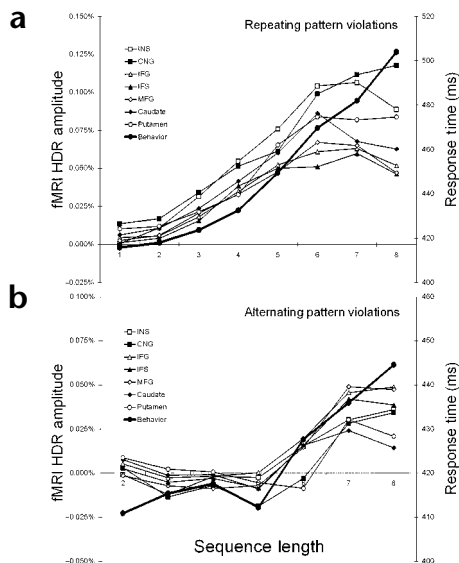 a
Repeating pattern violations
fMRI HDR amplitude
Response time (ms)
0.150%
0.125%
0.100%
0.075%
0.050%
0.025%
0.000%
−0.025%
INS
CNG
IFG
IFS
MFG
Caudate
Putamen
Behavior
1 2 3 4 5 6 7 8
520
500
480
460
440
420
400
b
Alternating pattern violations
fMRI HDR amplitude
Response time (ms)
0.100%
0.075%
0.050%
0.025%
0.000%
−0.025%
−0.050%
INS
CNG
IFG
IFS
MFG
Caudate
Putamen
Behavior
2 7 8
460
450
440
430
420
410
400
Sequence length